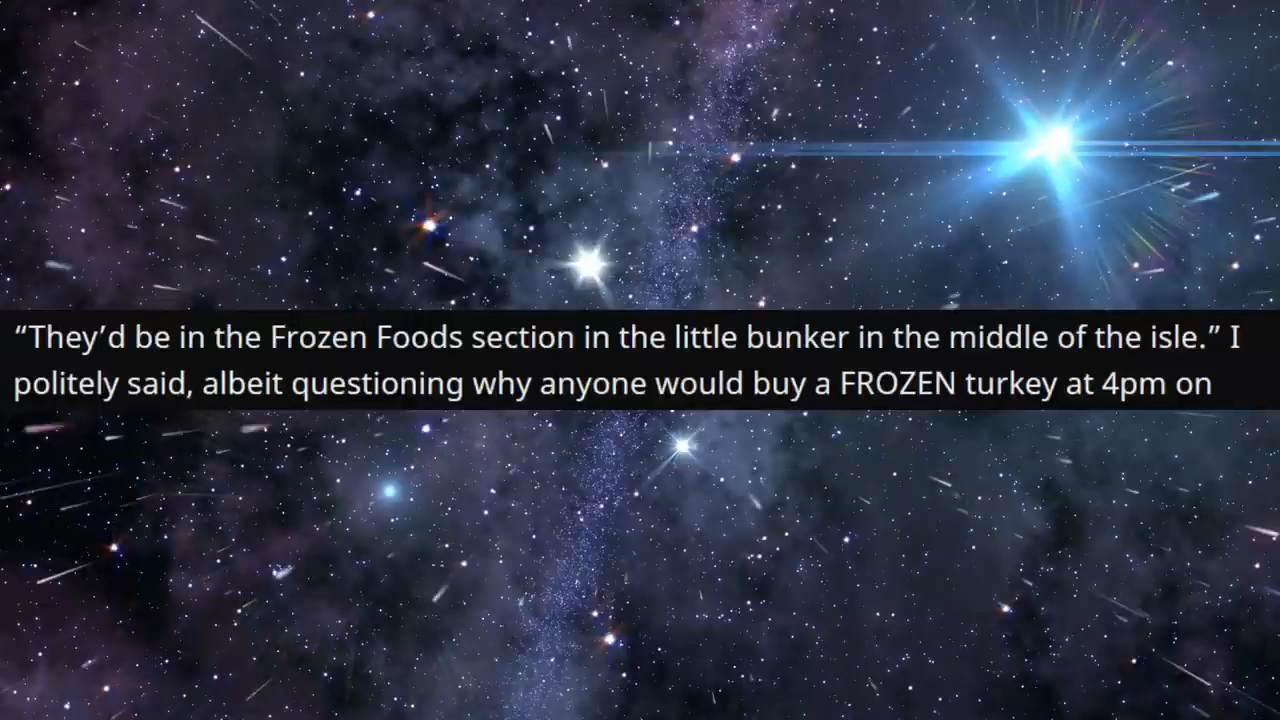 “They’d be in the Frozen Foods section in the little bunker in the middle of the isle.” I
politely said, albeit questioning why anyone would buy a FROZEN turkey at 4pm on